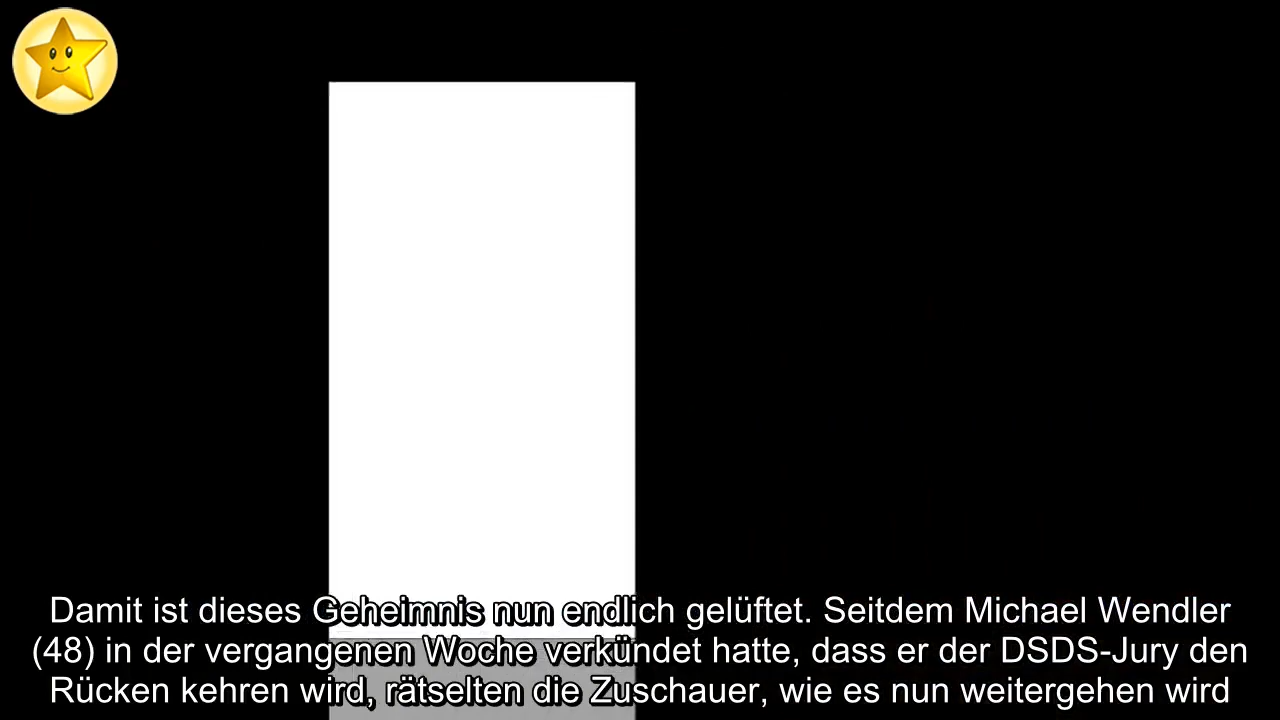 Damit ist dieses Geheimnis nun endlich gelüftet. Seitdem Michael Wendler
(48) in der vergangenen Woche verkündet hatte, dass er der DSDS-Jury den
Rücken kehren wird, rätselten die Zuschauer, wie es nun weitergehen wird